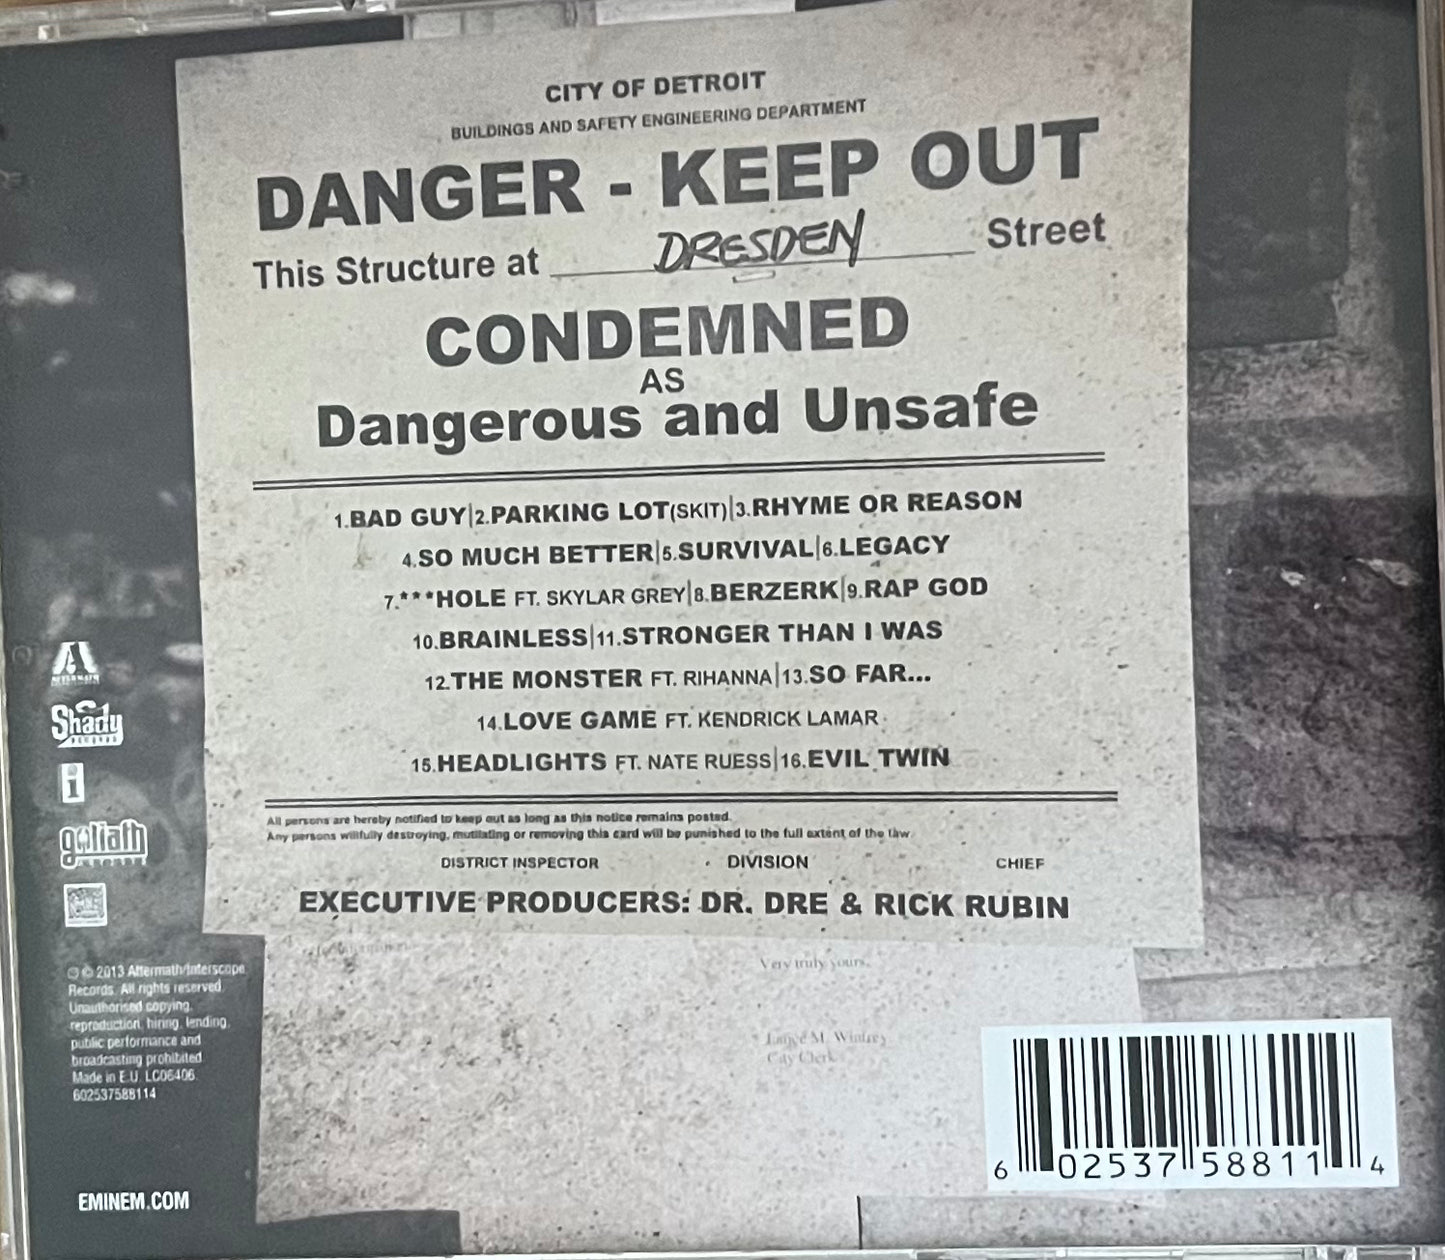 CITY OF DETROIT
BUILDINGS AND SAFETY ENGINEERING DEPARTMENT
DANGER - KEEP OUT
This Structure at DRESDEN Street
CONDEMNED
AS
Dangerous and Unsafe
1.BAD GUY|2.PARKING LOT(SKIT)|3.RHYME OR REASON
4.SO MUCH BETTER|5.SURVIVAL|6.LEGACY
7.***HOLE FT. SKYLAR GREY|8.BERZERK|9.RAP GOD
10.BRAINLESS|11.STRONGER THAN I WAS
12.THE MONSTER FT. RIHANNA|13.SO FAR...
14.LOVE GAME FT. KENDRICK LAMAR
15.HEADLIGHTS FT. NATE RUESS|16.EVIL TWIN
All persons are hereby notified to keep out as long as this notice remains posted.
Any persons willfully destroying, mutilating or removing this card will be punished to the full extent of the law.
DISTRICT INSPECTOR DIVISION CHIEF
EXECUTIVE PRODUCERS: DR. DRE & RICK RUBIN
AFTERMATH
Shady
RECORDS
i
goliath
RECORDS
℗ © 2013 Aftermath/Interscope
Records. All rights reserved.
Unauthorised copying,
reproduction, hiring, lending,
public performance and
broadcasting prohibited
Made in E.U. LC06406
602537588114
EMINEM.COM
Very truly yours,
M. Winfrey
City Clerk
6 02537 58811 4